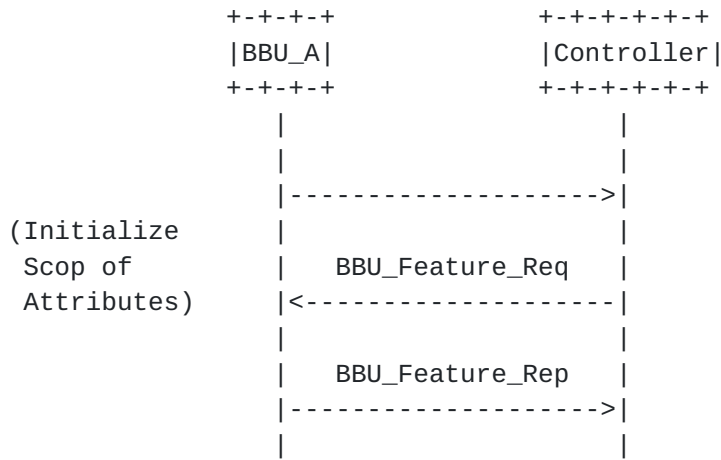 +-+-+-+ +-+-+-+-+-+
|BBU_A| |Controller|
+-+-+-+ +-+-+-+-+-+
| |
| |
|-------------------->|
(Initialize | |
Scop of | BBU_Feature_Req |
Attributes) |<--------------------|
| |
| BBU_Feature_Rep |
|-------------------->|
| |